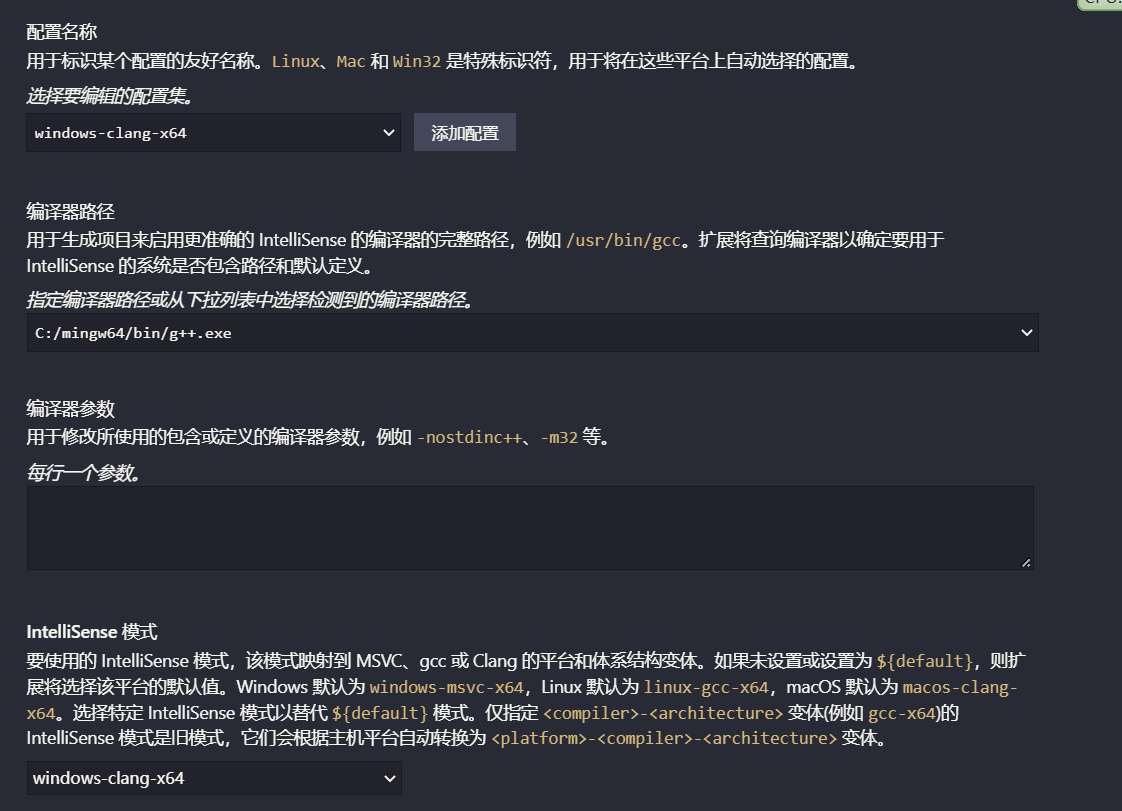 配置名称
用于标识某个配置的友好名称。Linux、Mac 和 Win32 是特殊标识符，用于将在这些平台上自动选择的配置。
选择要编辑的配置集。
windows-clang-x64
添加配置
编译器路径
用于生成项目来启用更准确的 IntelliSense 的编译器的完整路径，例如 /usr/bin/gcc。扩展将查询编译器以确定要用于
IntelliSense 的系统是否包含路径和默认定义。
指定编译器路径或从下拉列表中选择检测到的编译器路径。
C:/mingw64/bin/g++.exe
编译器参数
用于修改所使用的包含或定义的编译器参数，例如 -nostdinc++、-m32 等。
每行一个参数。
IntelliSense 模式
要使用的 IntelliSense 模式，该模式映射到 MSVC、gcc 或 Clang 的平台和体系结构变体。如果未设置或设置为 ${default}，则扩
展将选择该平台的默认值。Windows 默认为 windows-msvc-x64，Linux 默认为 linux-gcc-x64，macOS 默认为 macos-clang-
x64。选择特定 IntelliSense 模式以替代 ${default} 模式。仅指定 <compiler>-<architecture> 变体(例如 gcc-x64)的
IntelliSense 模式是旧模式，它们会根据主机平台自动转换为 <platform>-<compiler>-<architecture> 变体。
windows-clang-x64